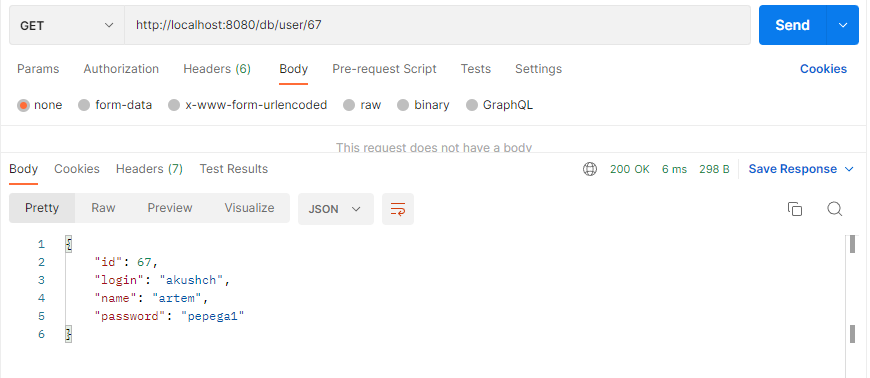 GET http://localhost:8080/db/user/67 Send
Params Authorization Headers (6) Body Pre-request Script Tests Settings Cookies
none form-data x-www-form-urlencoded raw binary GraphQL
This request does not have a body
Body Cookies Headers (7) Test Results 200 OK 6 ms 298 B Save Response
Pretty Raw Preview Visualize JSON
1 {
2 "id": 67,
3 "login": "akushch",
4 "name": "artem",
5 "password": "pepega1"
6 }